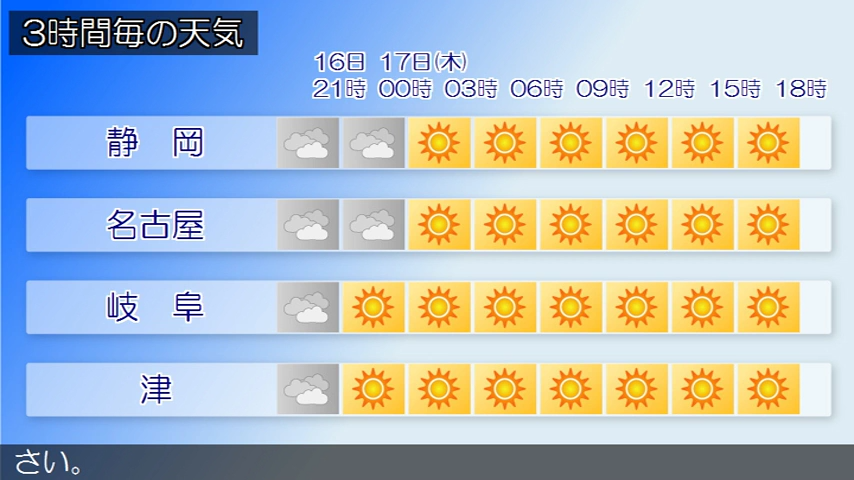 3時間毎の天気
16日 17日(木)
21時 00時 03時 06時 09時 12時 15時 18時
静　岡
名古屋
岐　阜
津
さい。